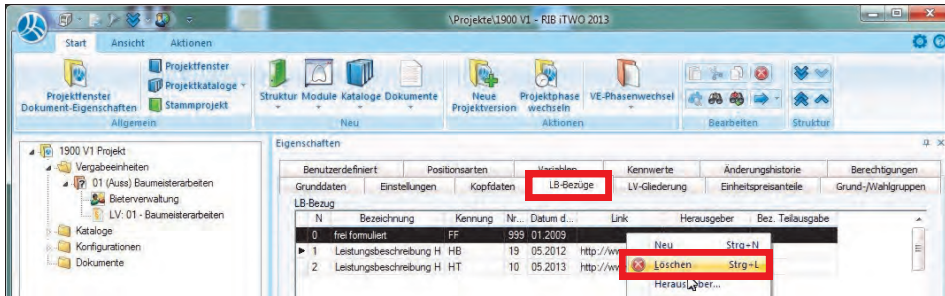 \Projekte\1900 V1 - RIB iTWO 2013
Start Ansicht Aktionen
Projektfenster Dokument-Eigenschaften
Projektfenster
Projektkataloge
Stammprojekt
Allgemein
Struktur Module Kataloge Dokumente
Neu
Neue Projektversion
Projektphase wechseln
VE-Phasenwechsel
Aktionen
Bearbeiten
Struktur
1900 V1 Projekt
Vergabeeinheiten
01 (Auss) Baumeisterarbeiten
Bieterverwaltung
LV: 01 - Baumeisterarbeiten
Kataloge
Konfigurationen
Dokumente
Eigenschaften
Benutzerdefiniert Positionsarten Variablen Kennwerte Änderungshistorie Berechtigungen
Grunddaten Einstellungen Kopfdaten LB-Bezüge LV-Gliederung Einheitspreisanteile Grund-/Wahlgruppen
LB-Bezug
N Bezeichnung Kennung Nr... Datum d... Link Herausgeber Bez. Teilausgabe
0 frei formuliert FF 999 01.2009
1 Leistungsbeschreibung H HB 19 05.2012 http://ww
2 Leistungsbeschreibung H HT 10 05.2013 http://ww
Neu Strg+N
Löschen Strg+L
Herausgeber...